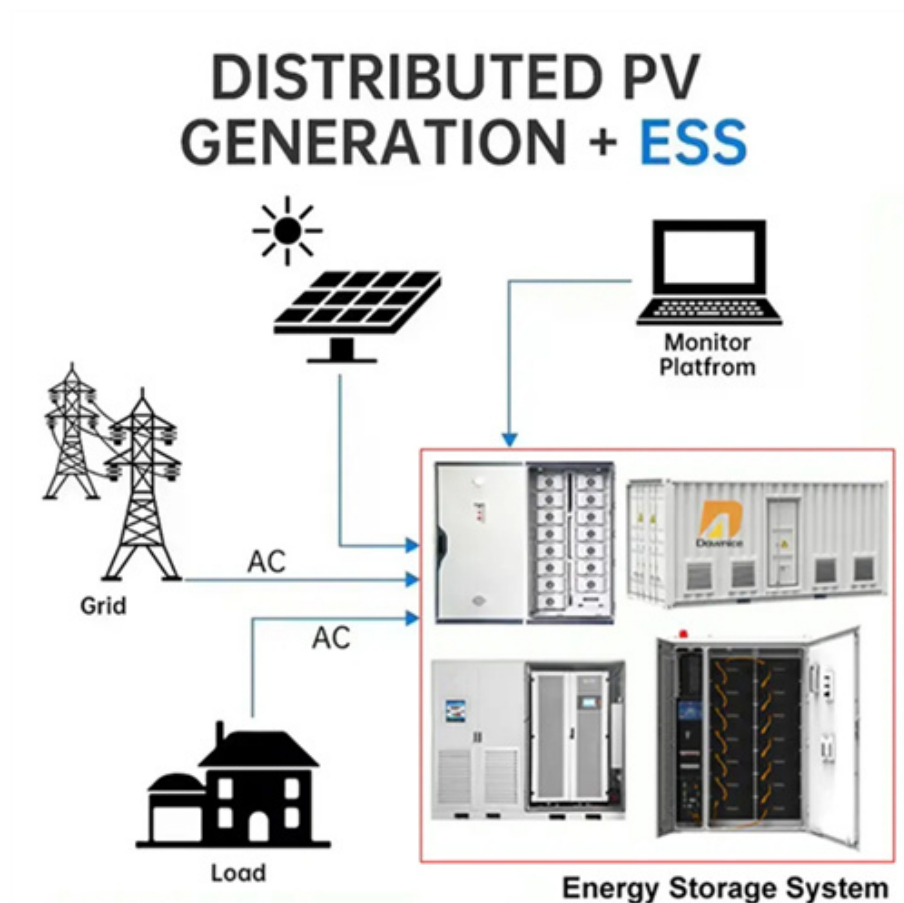 DISTRIBUTED PV
GENERATION + ESS
Monitor
Platfrom
AC
Grid
AC
Load
Dawnice
Energy Storage System